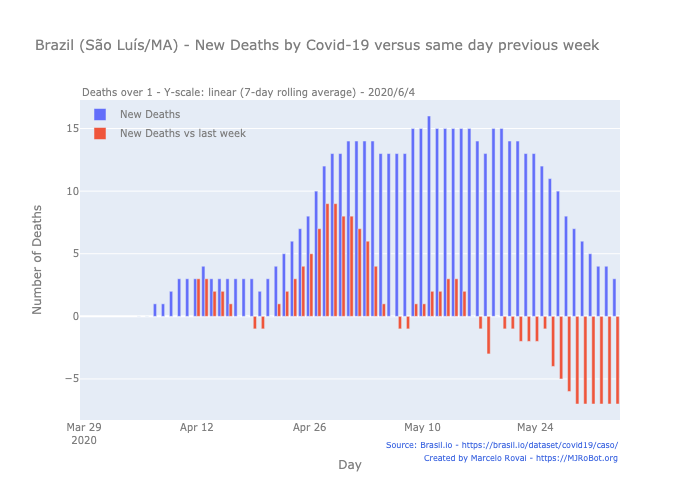 Brazil (São Luís/MA) - New Deaths by Covid-19 versus same day previous week
Deaths over 1 - Y-scale: linear (7-day rolling average) - 2020/6/4
New Deaths
New Deaths vs last week
Number of Deaths
15
10
5
0
−5
Mar 29
2020
Apr 12
Apr 26
May 10
May 24
Day
Source: Brasil.io - https://brasil.io/dataset/covid19/caso/
Created by Marcelo Rovai - https://MJRoBot.org